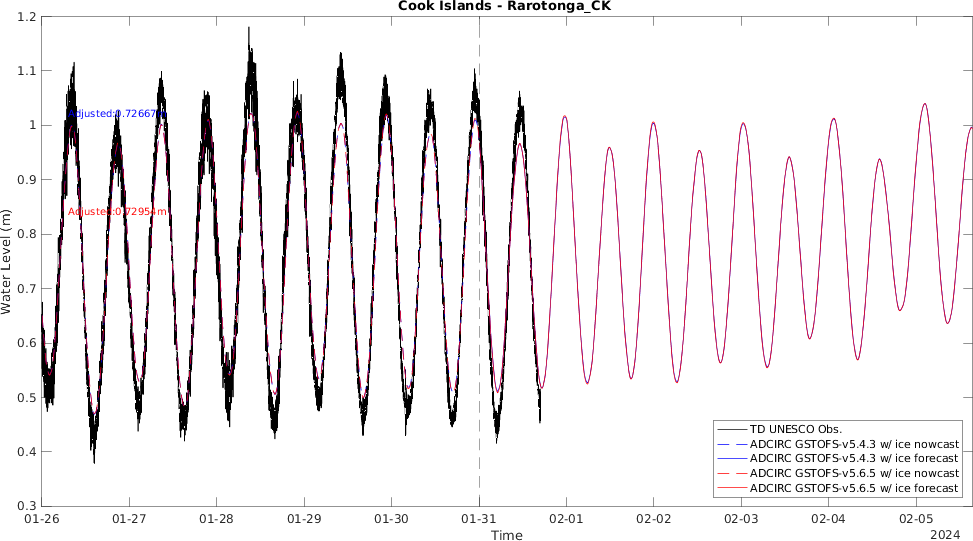 Cook Islands - Rarotonga_CK
1.2
1.1
1
0.9
0.8
0.7
0.6
0.5
0.4
0.3
Water Level (m)
Adjusted:0.72667m
Adjusted:0.72954m
TD UNESCO Obs.
ADCIRC GSTOFS-v5.4.3 w/ ice nowcast
ADCIRC GSTOFS-v5.4.3 w/ ice forecast
ADCIRC GSTOFS-v5.6.5 w/ ice nowcast
ADCIRC GSTOFS-v5.6.5 w/ ice forecast
01-26 01-27 01-28 01-29 01-30 01-31 02-01 02-02 02-03 02-04 02-05
Time
2024